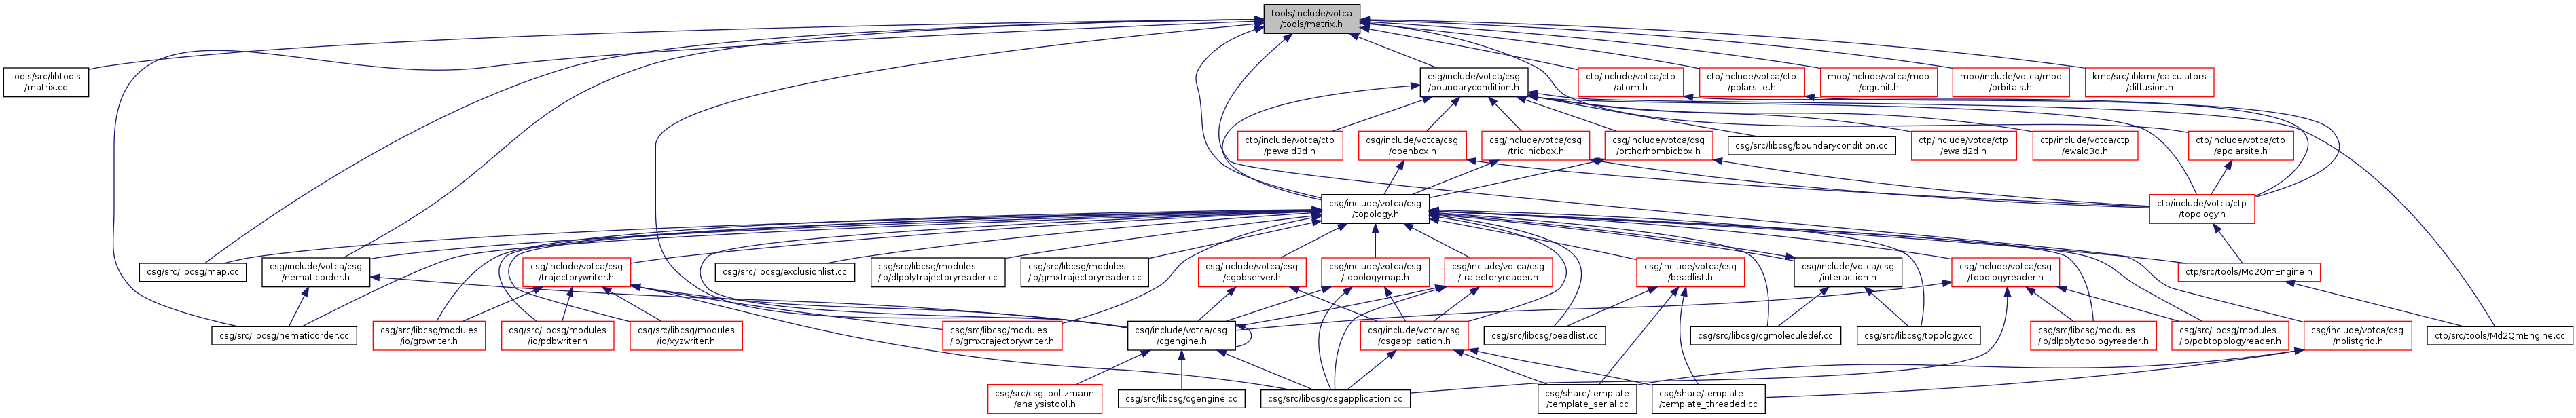 tools/include/votca
/tools/matrix.h
tools/src/libtools
/matrix.cc
csg/include/votca/csg
/boundarycondition.h
ctp/include/votca/ctp
/atom.h
ctp/include/votca/ctp
/polarsite.h
moo/include/votca/moo
/crgunit.h
moo/include/votca/moo
/orbitals.h
kmc/src/libkmc/calculators
/diffusion.h
ctp/include/votca/ctp
/pewald3d.h
csg/include/votca/csg
/openbox.h
csg/include/votca/csg
/triclinicbox.h
csg/include/votca/csg
/orthorhombicbox.h
csg/src/libcsg/boundarycondition.cc
ctp/include/votca/ctp
/ewald2d.h
ctp/include/votca/ctp
/ewald3d.h
ctp/include/votca/ctp
/apolarsite.h
csg/include/votca/csg
/topology.h
ctp/include/votca/ctp
/topology.h
csg/src/libcsg/map.cc
csg/include/votca/csg
/nematicorder.h
csg/include/votca/csg
/trajectorywriter.h
csg/src/libcsg/exclusionlist.cc
csg/src/libcsg/modules
/io/dlpolytrajectoryreader.cc
csg/src/libcsg/modules
/io/gmxtrajectoryreader.cc
csg/include/votca/csg
/cgobserver.h
csg/include/votca/csg
/topologymap.h
csg/include/votca/csg
/trajectoryreader.h
csg/include/votca/csg
/beadlist.h
csg/include/votca/csg
/interaction.h
csg/include/votca/csg
/topologyreader.h
ctp/src/tools/Md2QmEngine.h
csg/src/libcsg/nematicorder.cc
csg/src/libcsg/modules
/io/growriter.h
csg/src/libcsg/modules
/io/pdbwriter.h
csg/src/libcsg/modules
/io/xyzwriter.h
csg/include/votca/csg
/cgengine.h
csg/src/libcsg/modules
/io/gmxtrajectorywriter.h
csg/include/votca/csg
/csgapplication.h
csg/src/libcsg/beadlist.cc
csg/src/libcsg/cgmoleculedef.cc
csg/src/libcsg/topology.cc
csg/src/libcsg/modules
/io/dlpolytopologyreader.h
csg/src/libcsg/modules
/io/pdbtopologyreader.h
csg/include/votca/csg
/nblistgrid.h
ctp/src/tools/Md2QmEngine.cc
csg/src/csg_boltzmann
/analysistool.h
csg/src/libcsg/cgengine.cc
csg/src/libcsg/csgapplication.cc
csg/share/template
/template_serial.cc
csg/share/template
/template_threaded.cc